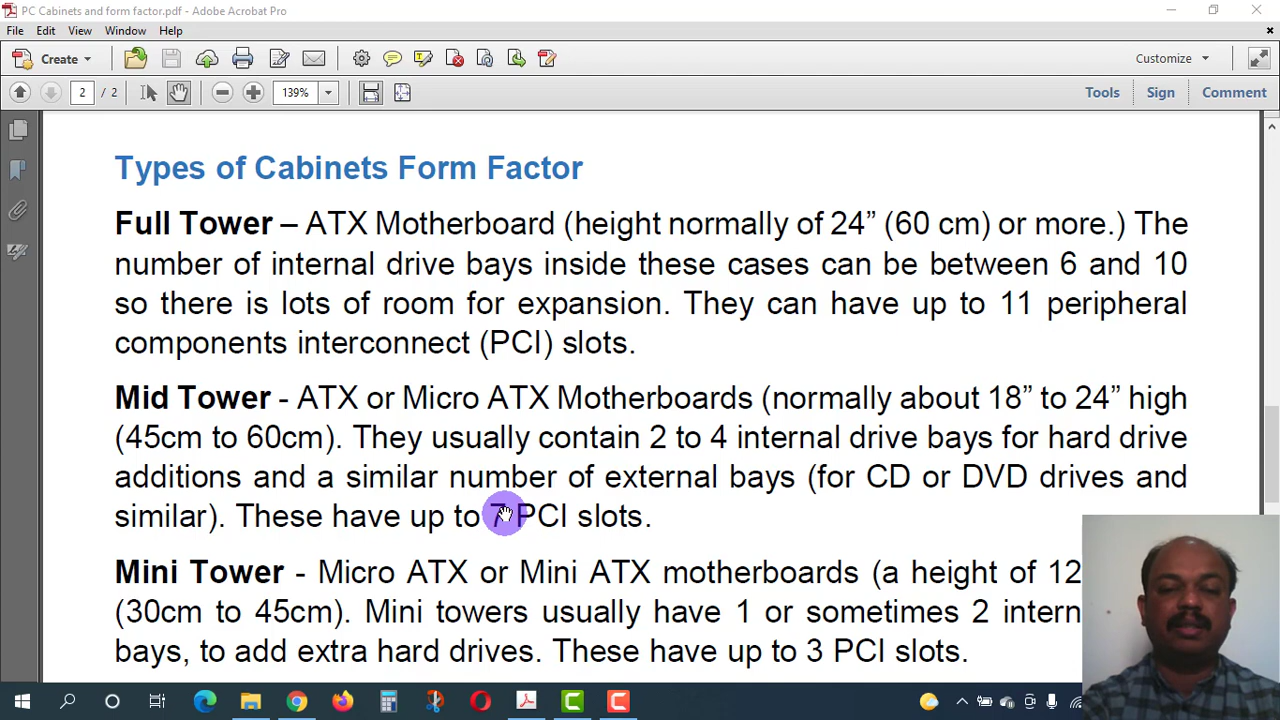 PC Cabinets and form factor.pdf - Adobe Acrobat Pro
File Edit View Window Help
Create Customize
2 / 2 139% Tools Sign Comment
Types of Cabinets Form Factor
Full Tower – ATX Motherboard (height normally of 24” (60 cm) or more.) The
number of internal drive bays inside these cases can be between 6 and 10
so there is lots of room for expansion. They can have up to 11 peripheral
components interconnect (PCI) slots.
Mid Tower - ATX or Micro ATX Motherboards (normally about 18” to 24” high
(45cm to 60cm). They usually contain 2 to 4 internal drive bays for hard drive
additions and a similar number of external bays (for CD or DVD drives and
similar). These have up to 7 PCI slots.
Mini Tower - Micro ATX or Mini ATX motherboards (a height of 12
(30cm to 45cm). Mini towers usually have 1 or sometimes 2 intern
bays, to add extra hard drives. These have up to 3 PCI slots.